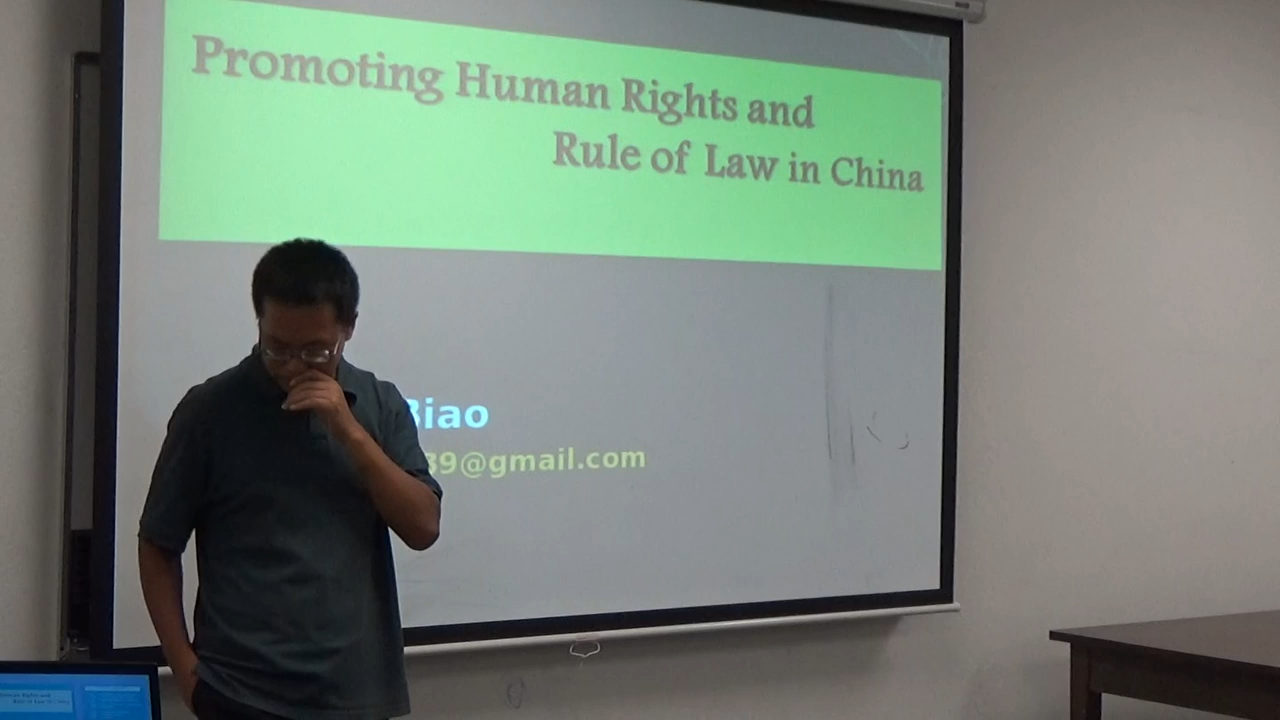 Promoting Human Rights and
Rule of Law in China
Biao
39@gmail.com